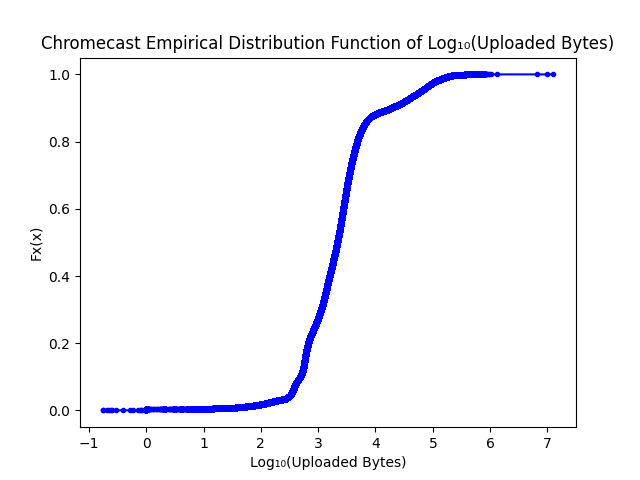 Chromecast Empirical Distribution Function of Log₁₀(Uploaded Bytes)
Fx(x)
1.0
0.8
0.6
0.4
0.2
0.0
−1 0 1 2 3 4 5 6 7
Log₁₀(Uploaded Bytes)